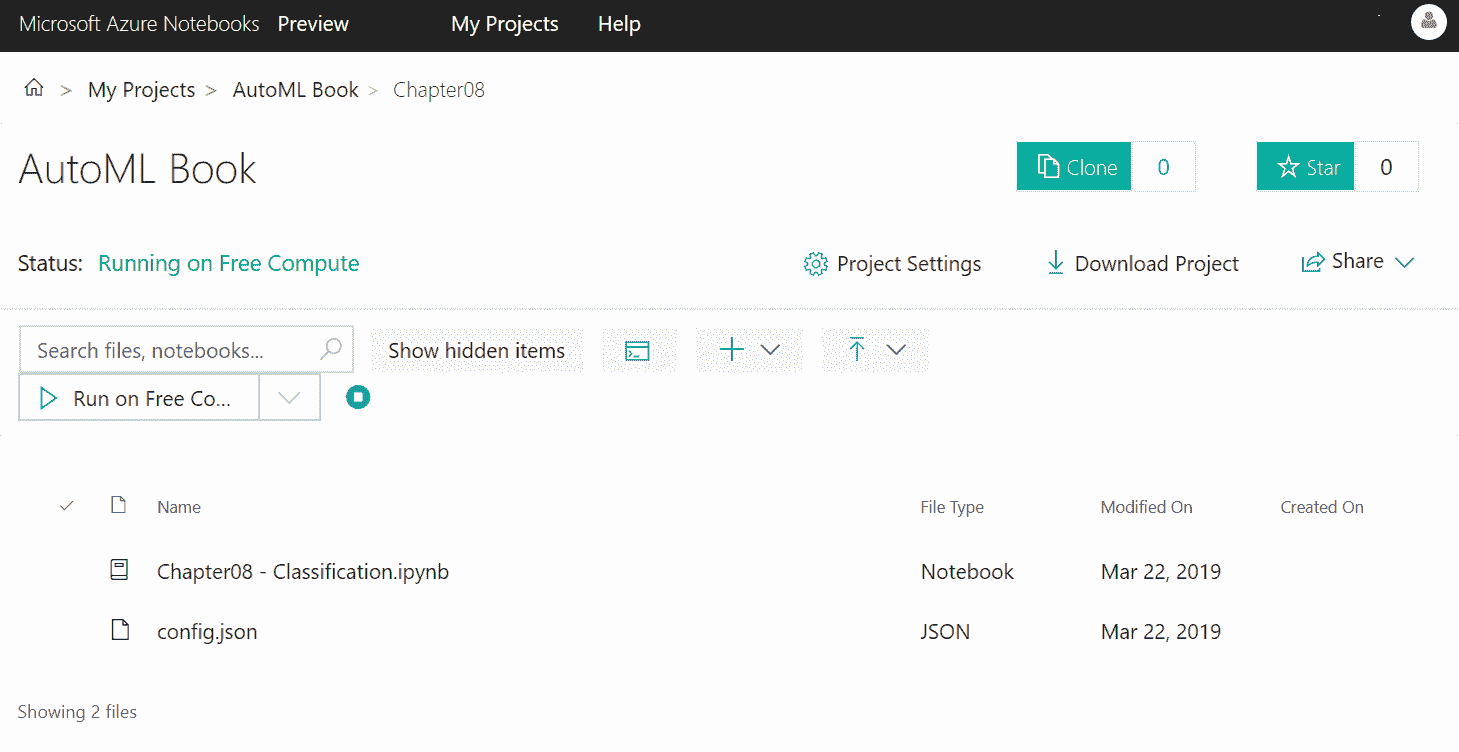 Microsoft Azure Notebooks Preview My Projects Help
> My Projects > AutoML Book > Chapter08
AutoML Book
Clone 0 Star 0
Status: Running on Free Compute Project Settings Download Project Share
Search files, notebooks... Show hidden items
Run on Free Co...
Name File Type Modified On Created On
Chapter08 - Classification.ipynb Notebook Mar 22, 2019
config.json JSON Mar 22, 2019
Showing 2 files